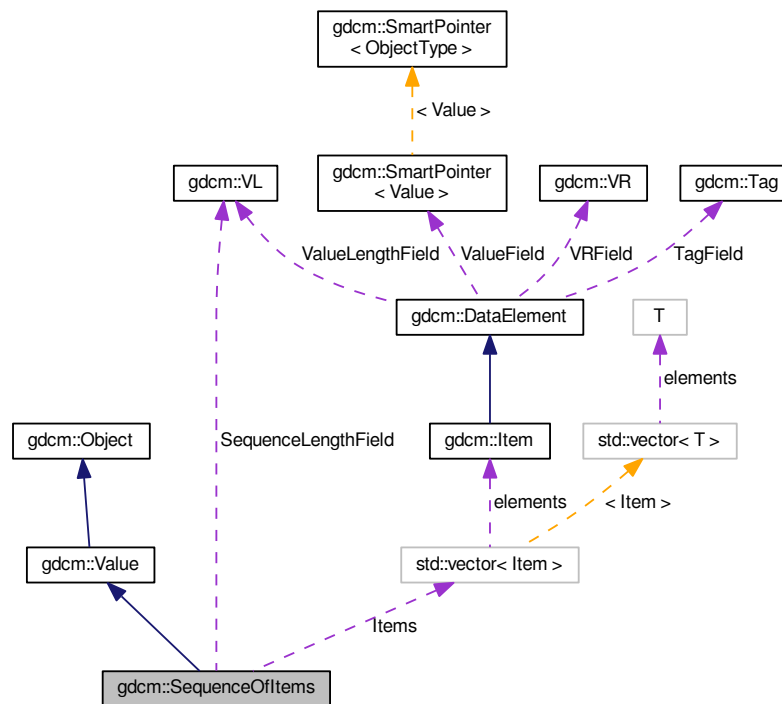 gdcm::SmartPointer
< ObjectType >
< Value >
gdcm::VL
gdcm::SmartPointer
< Value >
gdcm::VR
gdcm::Tag
ValueLengthField
ValueField
VRField
TagField
gdcm::DataElement
T
elements
gdcm::Object
SequenceLengthField
gdcm::Item
std::vector< T >
elements
< Item >
gdcm::Value
std::vector< Item >
Items
gdcm::SequenceOfItems